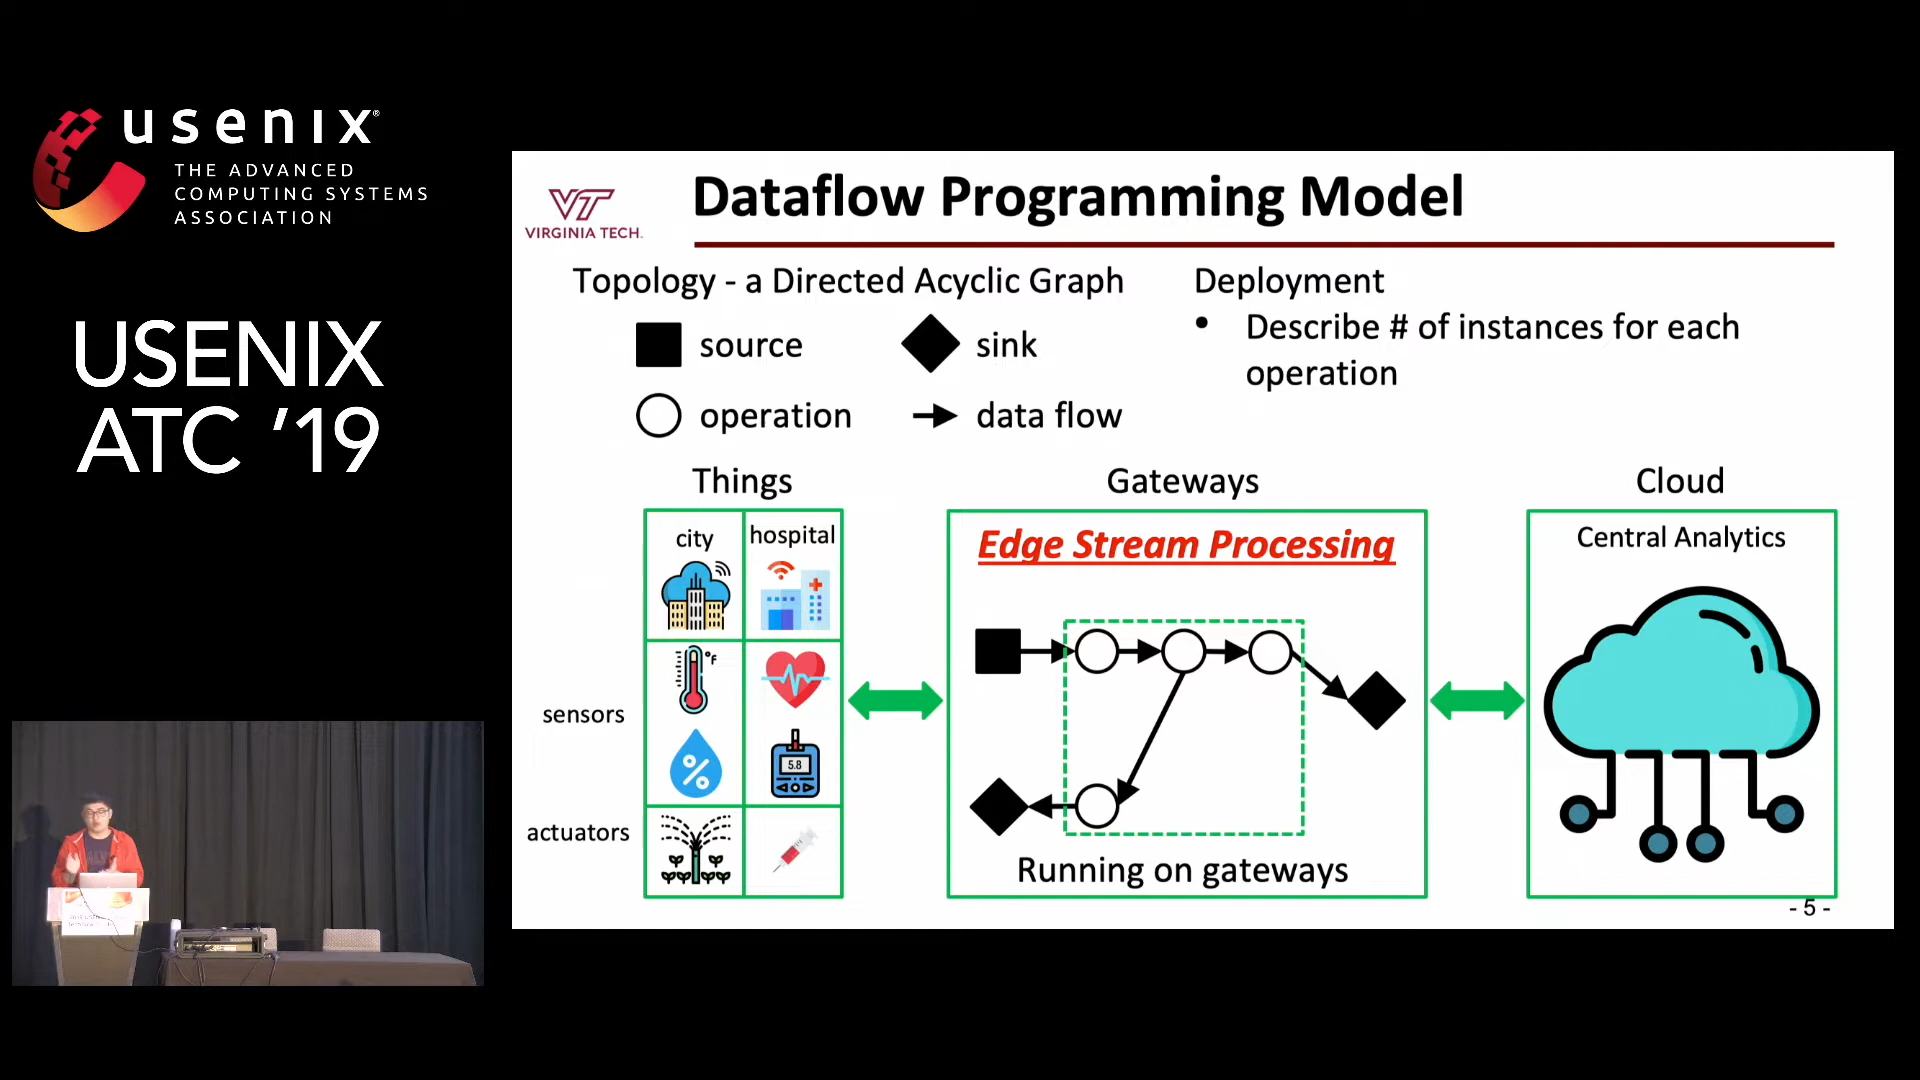 usenix®
THE ADVANCED
COMPUTING SYSTEMS
ASSOCIATION
USENIX
ATC ’19
VT
VIRGINIA TECH.
Dataflow Programming Model
Topology - a Directed Acyclic Graph
source
sink
operation
data flow
Deployment
• Describe # of instances for each
operation
Things
Gateways
Cloud
city
hospital
Edge Stream Processing
Central Analytics
°F
sensors
%
5.8
actuators
Running on gateways
- 5 -